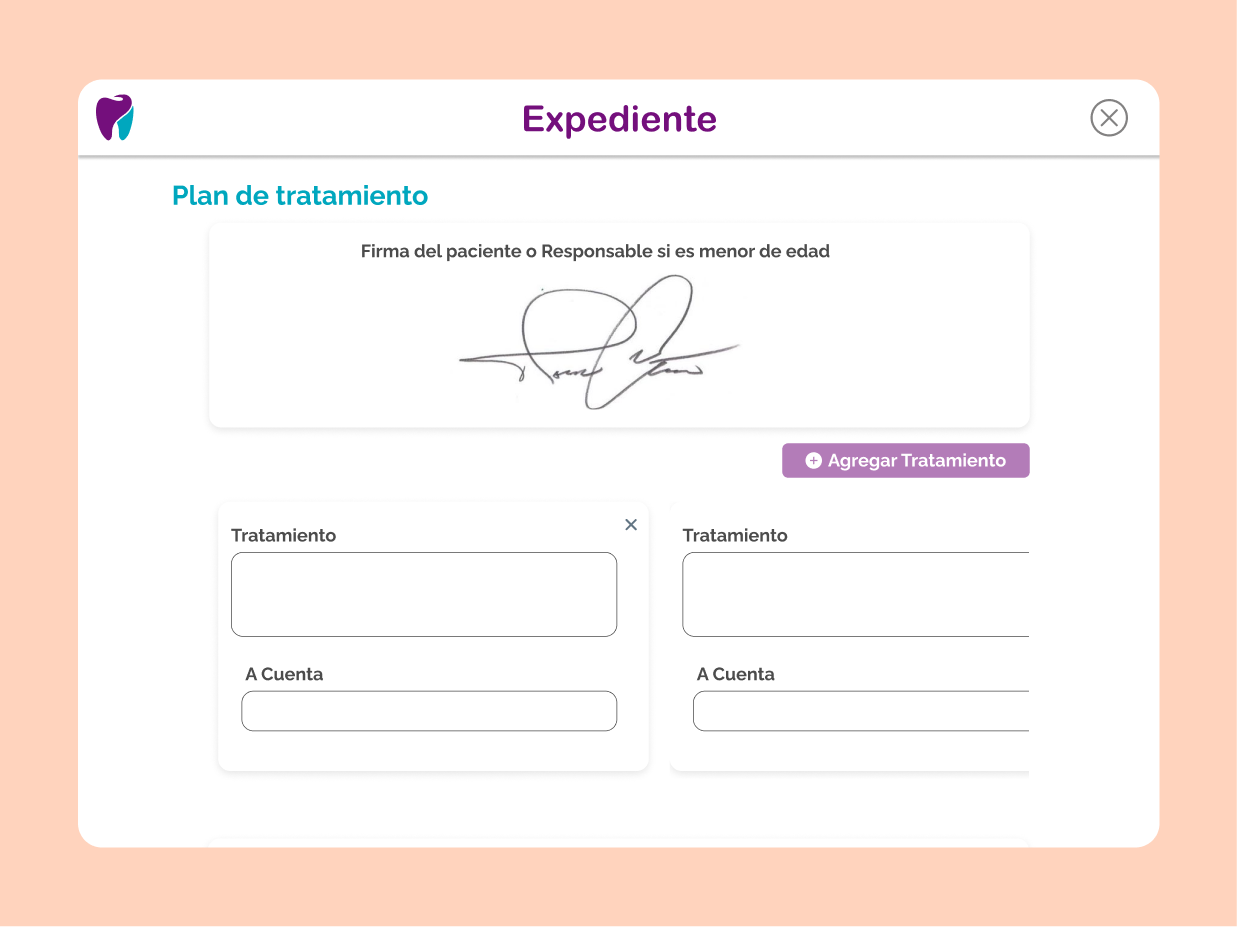 Expediente
Plan de tratamiento
Firma del paciente o Responsable si es menor de edad
Agregar Tratamiento
Tratamiento
Tratamiento
A Cuenta
A Cuenta